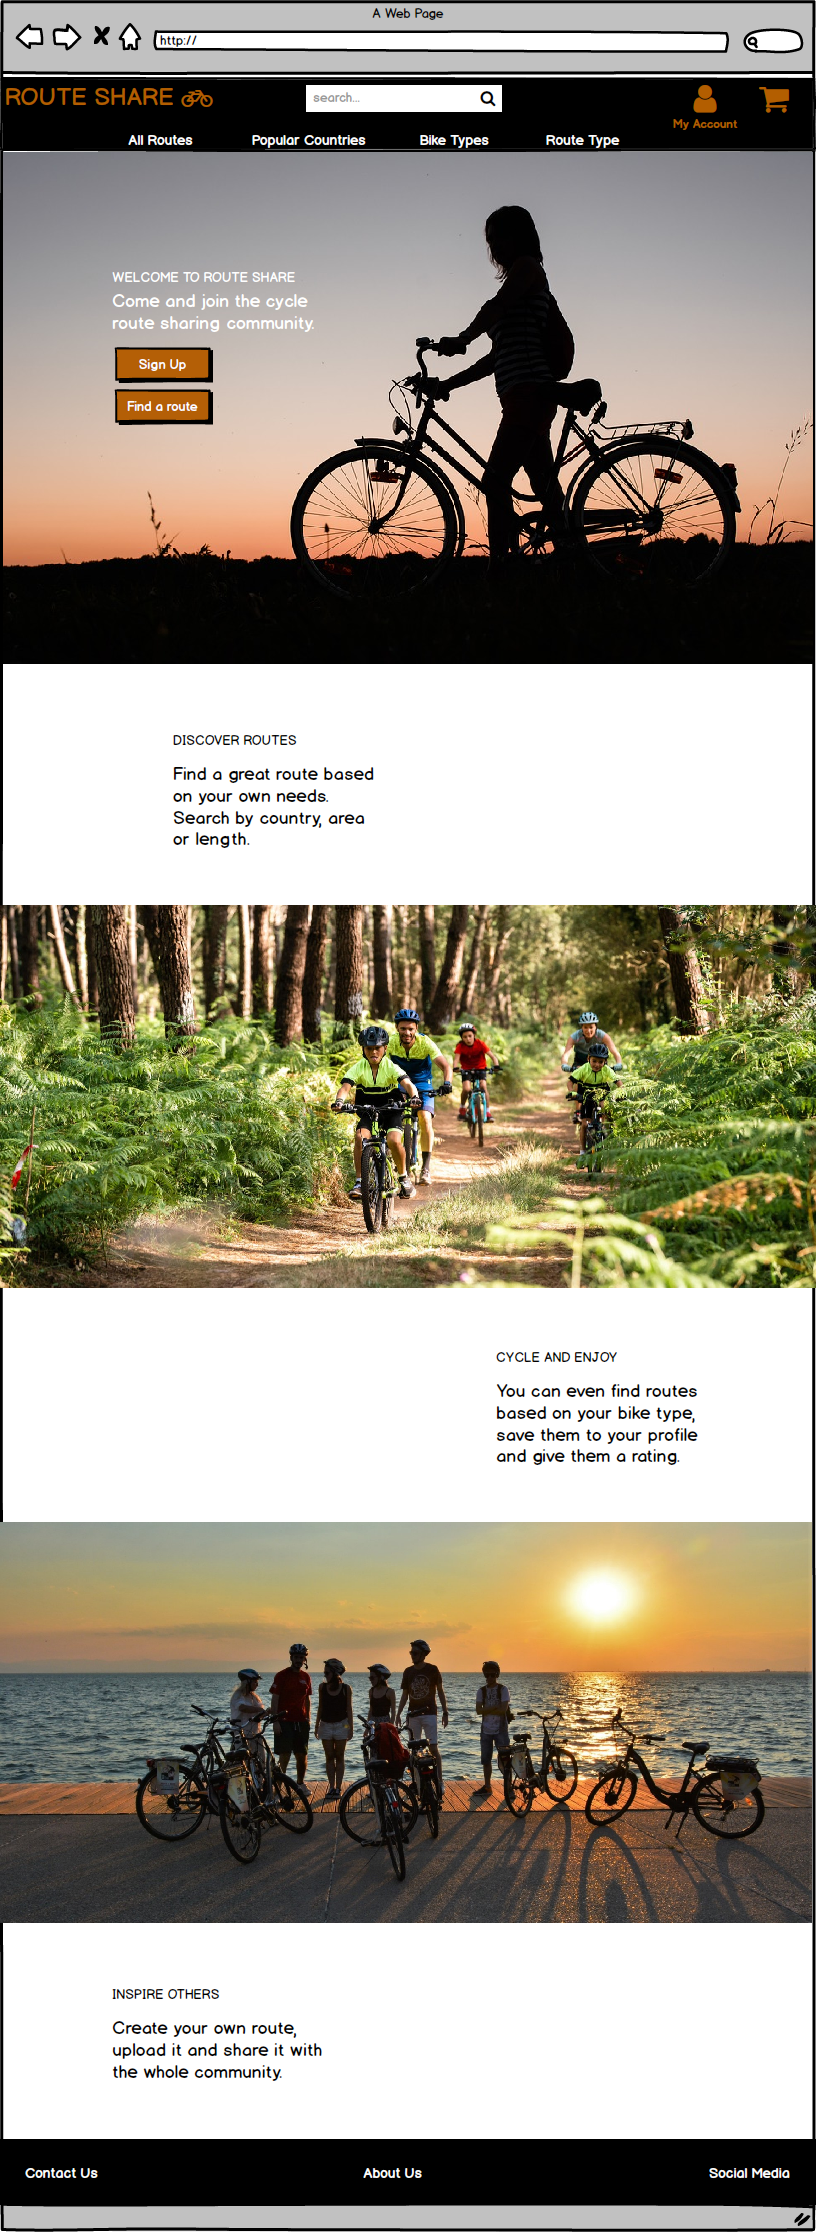 A Web Page
http://
ROUTE SHARE
search...
My Account
All Routes Popular Countries Bike Types Route Type
WELCOME TO ROUTE SHARE
Come and join the cycle
route sharing community.
Sign Up
Find a route
DISCOVER ROUTES
Find a great route based
on your own needs.
Search by country, area
or length.
CYCLE AND ENJOY
You can even find routes
based on your bike type,
save them to your profile
and give them a rating.
INSPIRE OTHERS
Create your own route,
upload it and share it with
the whole community.
Contact Us About Us Social Media